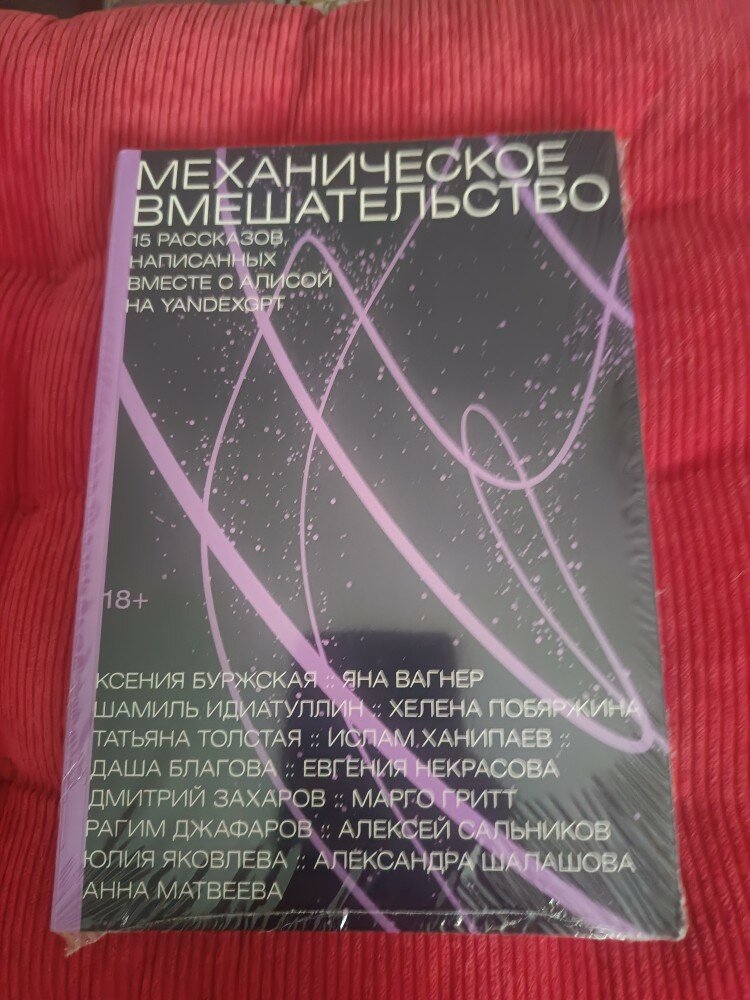 МЕХАНИЧЕСКОЕ
ВМЕШАТЕЛЬСТВО
15 РАССКАЗОВ,
НАПИСАННЫХ
ВМЕСТЕ С АЛИСОЙ
НА YANDEXGPT
18+
КСЕНИЯ БУРЖСКАЯ :: ЯНА ВАГНЕР
ШАМИЛЬ ИДИАТУЛЛИН :: ХЕЛЕНА ПОБЯРЖИНА
ТАТЬЯНА ТОЛСТАЯ :: ИСЛАМ ХАНИПАЕВ ::
ДАША БЛАГОВА :: ЕВГЕНИЯ НЕКРАСОВА
ДМИТРИЙ ЗАХАРОВ :: МАРГО ГРИТТ
РАГИМ ДЖАФАРОВ :: АЛЕКСЕЙ САЛЬНИКОВ
ЮЛИЯ ЯКОВЛЕВА :: АЛЕКСАНДРА ШАЛАШОВА
АННА МАТВЕЕВА